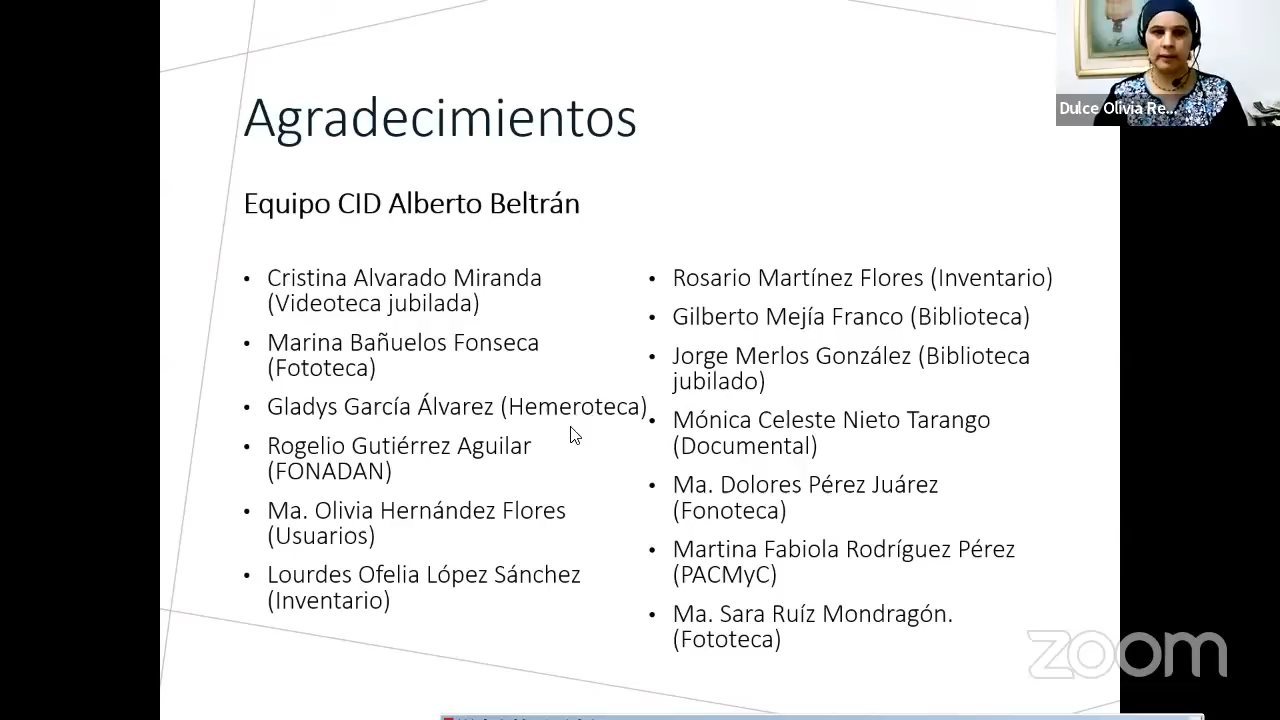 Agradecimientos
Equipo CID Alberto Beltrán
• Cristina Alvarado Miranda
(Videoteca jubilada)
• Marina Bañuelos Fonseca
(Fototeca)
• Gladys García Álvarez (Hemeroteca)
• Rogelio Gutiérrez Aguilar
(FONADAN)
• Ma. Olivia Hernández Flores
(Usuarios)
• Lourdes Ofelia López Sánchez
(Inventario)
• Rosario Martínez Flores (Inventario)
• Gilberto Mejía Franco (Biblioteca)
• Jorge Merlos González (Biblioteca
jubilado)
• Mónica Celeste Nieto Tarango
(Documental)
• Ma. Dolores Pérez Juárez
(Fonoteca)
• Martina Fabiola Rodríguez Pérez
(PACMyC)
• Ma. Sara Ruíz Mondragón.
(Fototeca)
Dulce Olivia Re...
zoom